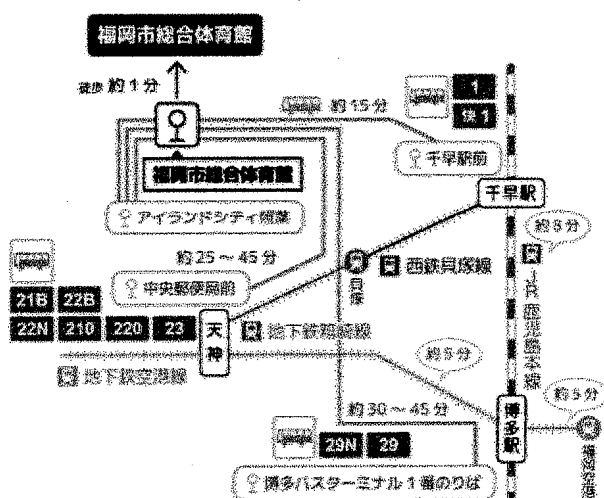 福岡市総合体育館
徒歩 約1分
約15分
1
快1
千早駅前
福岡市総合体育館
アイランドシティ照葉
千早駅
約8分
約25～45分
中央郵便局前
貝塚
西鉄貝塚線
JR鹿児島本線
21B 22B
22N 210 220 23
天神
地下鉄箱崎線
地下鉄空港線
約5分
約30～45分
29N 29
博多駅
約5分
福岡空港
博多バスターミナル1番のりば